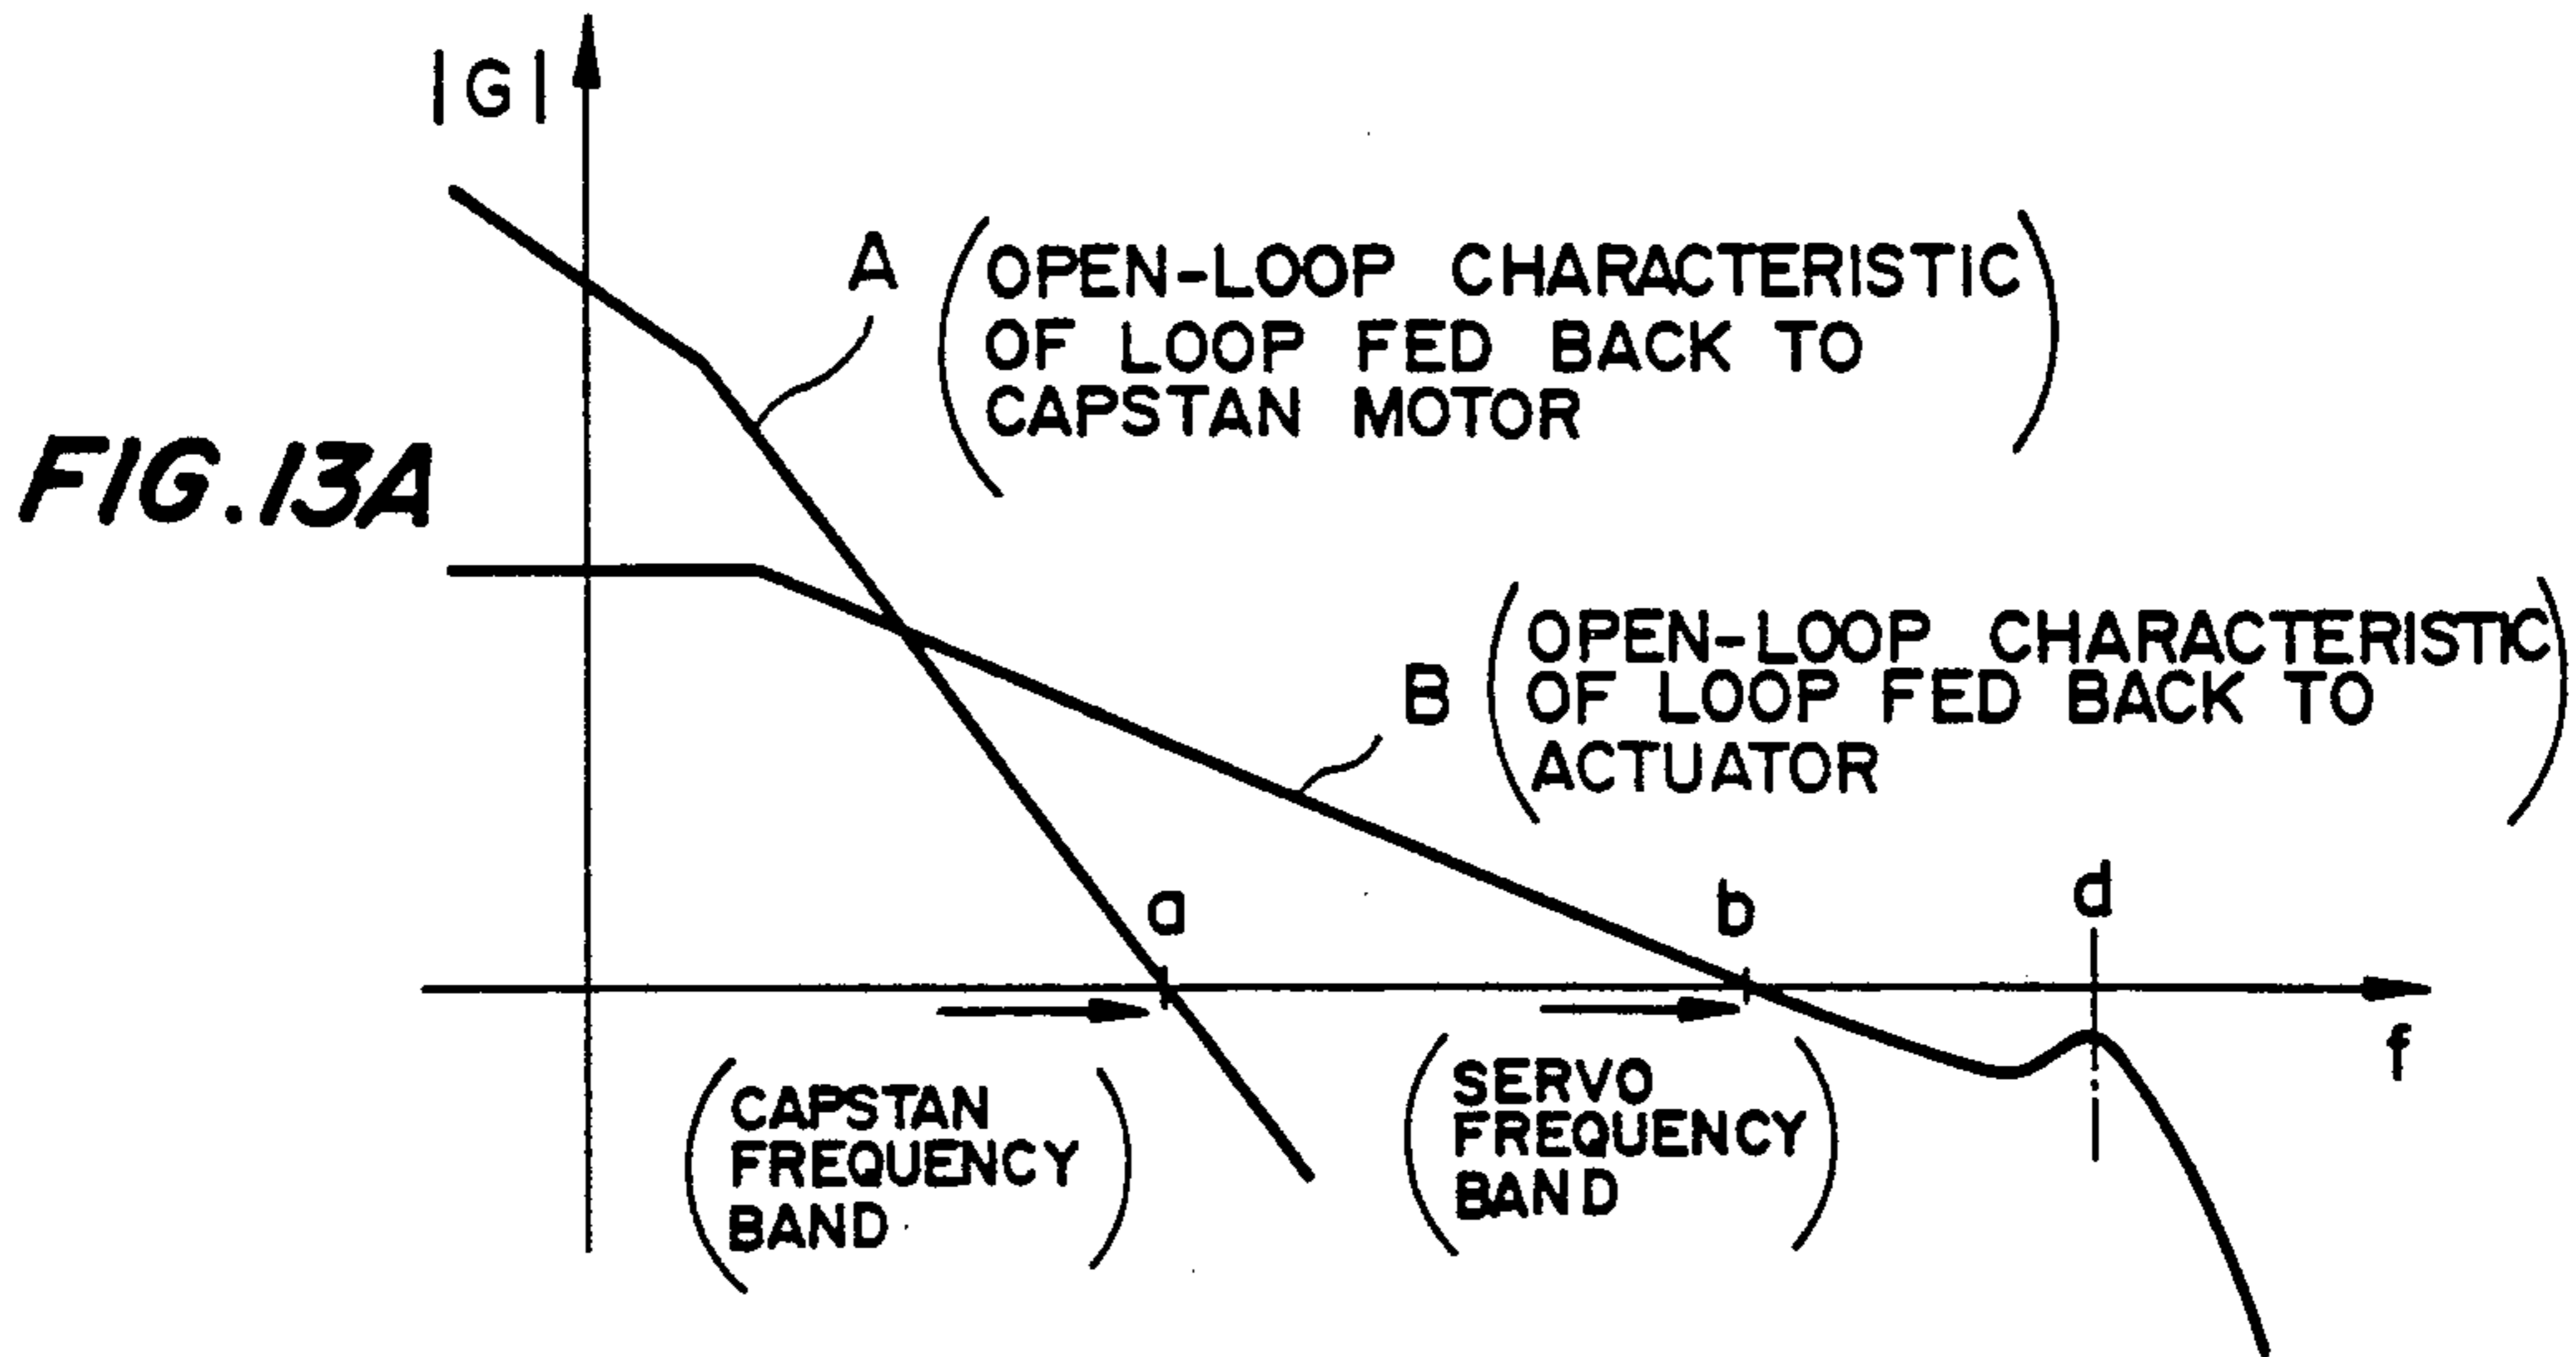 |G|
A
OPEN-LOOP CHARACTERISTIC
OF LOOP FED BACK TO
CAPSTAN MOTOR
FIG.13A
B
OPEN-LOOP CHARACTERISTIC
OF LOOP FED BACK TO
ACTUATOR
a
b
d
f
CAPSTAN
FREQUENCY
BAND
SERVO
FREQUENCY
BAND